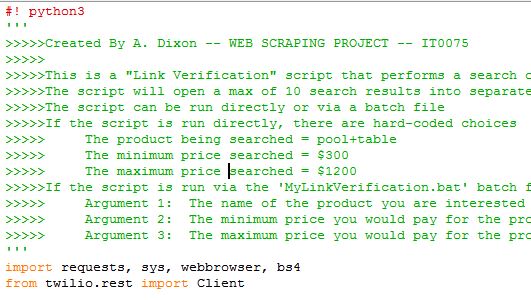 #! python3
'''
>>>>>Created By A. Dixon -- WEB SCRAPING PROJECT -- IT0075
>>>>>
>>>>>This is a "Link Verification" script that performs a search
>>>>>The script will open a max of 10 search results into separate
>>>>>The script can be run directly or via a batch file
>>>>>If the script is run directly, there are hard-coded choices
>>>>>     The product being searched = pool+table
>>>>>     The minimum price searched = $300
>>>>>     The maximum price searched = $1200
>>>>>If the script is run via the 'MyLinkVerification.bat' batch
>>>>>     Argument 1:  The name of the product you are interested
>>>>>     Argument 2:  The minimum price you would pay for the
>>>>>     Argument 3:  The maximum price you would pay for the
'''
import requests, sys, webbrowser, bs4
from twilio.rest import Client